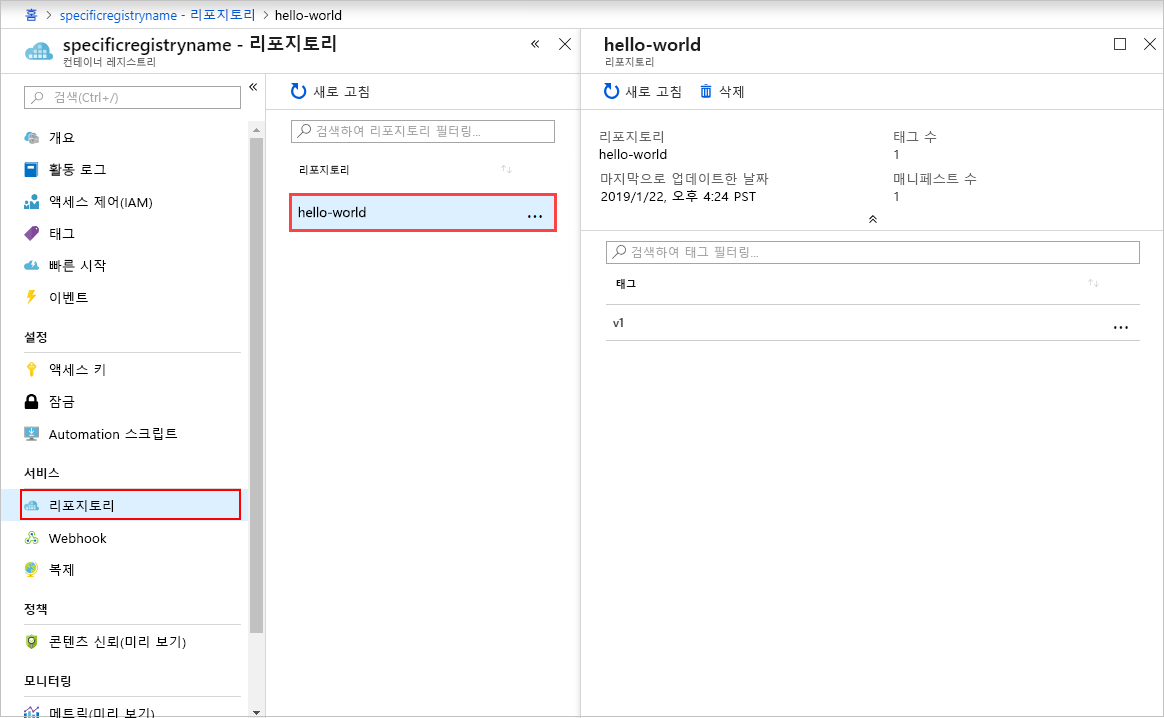 홈 > specificregistryname - 리포지토리 > hello-world
specificregistryname - 리포지토리
컨테이너 레지스트리
검색(Ctrl+/)
개요
활동 로그
액세스 제어(IAM)
태그
빠른 시작
이벤트
설정
액세스 키
잠금
Automation 스크립트
서비스
리포지토리
Webhook
복제
정책
콘텐츠 신뢰(미리 보기)
모니터링
메트릭(미리 보기)
새로 고침
검색하여 리포지토리 필터링...
리포지토리
hello-world ...
hello-world
리포지토리
새로 고침 삭제
리포지토리
hello-world
태그 수
1
마지막으로 업데이트한 날짜
2019/1/22, 오후 4:24 PST
매니페스트 수
1
검색하여 태그 필터링...
태그
v1 ...